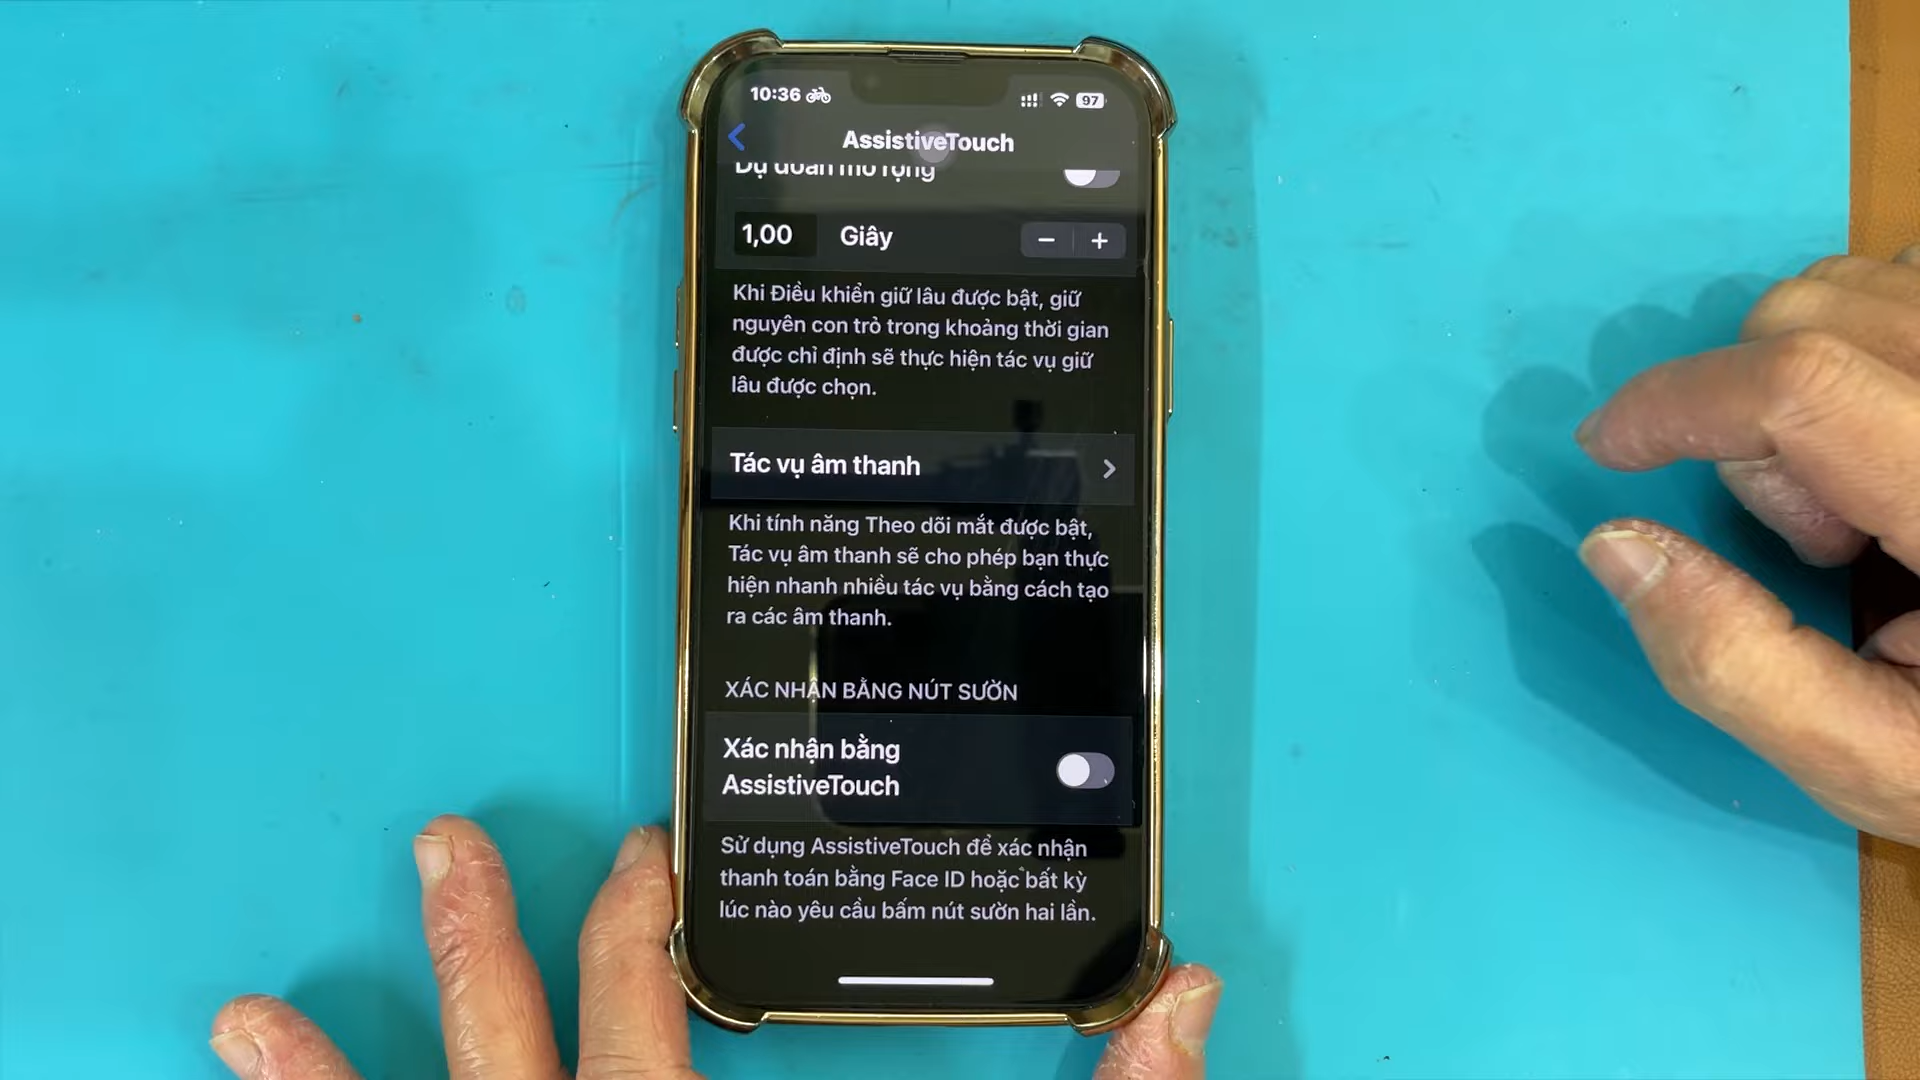 10:36
97
AssistiveTouch
Dự đoán mở rộng
1,00 Giây − +
Khi Điều khiển giữ lâu được bật, giữ
nguyên con trỏ trong khoảng thời gian
được chỉ định sẽ thực hiện tác vụ giữ
lâu được chọn.
Tác vụ âm thanh
Khi tính năng Theo dõi mắt được bật,
Tác vụ âm thanh sẽ cho phép bạn thực
hiện nhanh nhiều tác vụ bằng cách tạo
ra các âm thanh.
XÁC NHẬN BẰNG NÚT SƯỜN
Xác nhận bằng
AssistiveTouch
Sử dụng AssistiveTouch để xác nhận
thanh toán bằng Face ID hoặc bất kỳ
lúc nào yêu cầu bấm nút sườn hai lần.